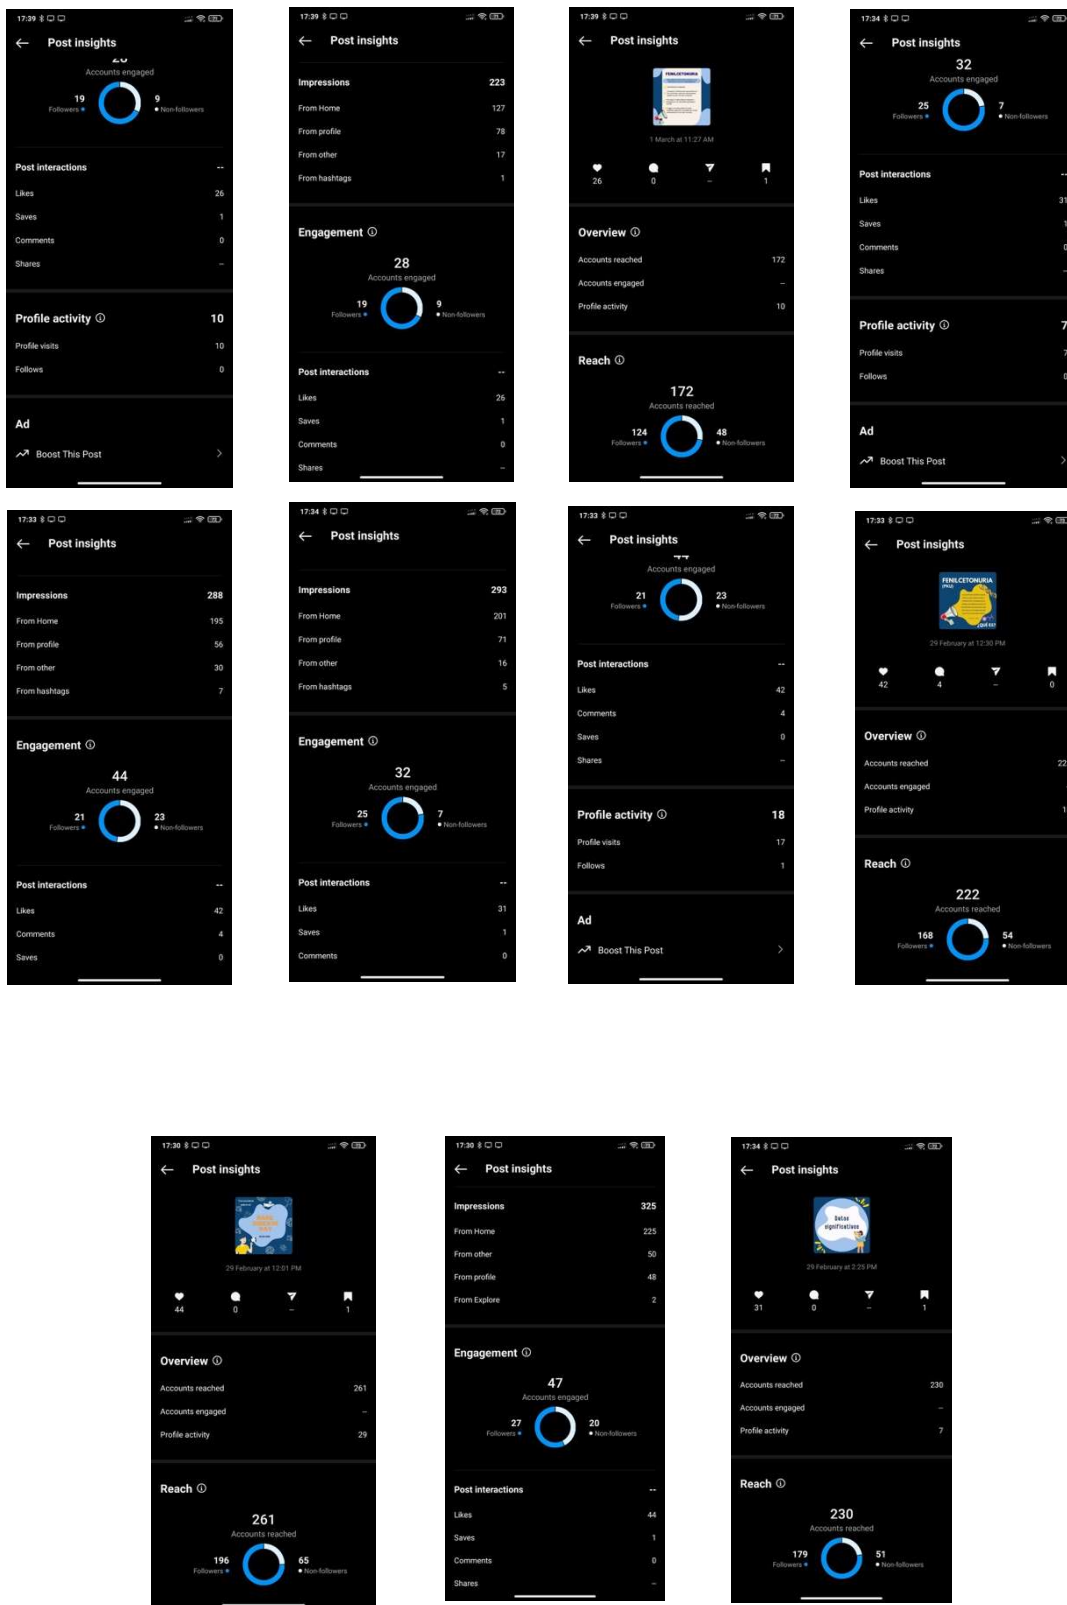 17:39
Post insights
Accounts engaged
19 9
Followers Non-followers
Post interactions --
Likes 26
Saves 1
Comments 0
Shares --
Profile activity 10
Profile visits 10
Follows 0
Ad
Boost This Post
17:39
Post insights
Impressions 223
From Home 127
From profile 78
From other 17
From hashtags 1
Engagement
28
Accounts engaged
19 9
Followers Non-followers
Post interactions --
Likes 26
Saves 1
Comments 0
Shares --
17:39
Post insights
FENILCETONURIA
1 March at 11:27 AM
26 0 -- 1
Overview
Accounts reached 172
Accounts engaged --
Profile activity 10
Reach
172
Accounts reached
124 48
Followers Non-followers
17:34
Post insights
32
Accounts engaged
25 7
Followers Non-followers
Post interactions --
Likes 31
Saves 1
Comments 0
Shares --
Profile activity 7
Profile visits 7
Follows 0
Ad
Boost This Post
17:33
Post insights
Impressions 288
From Home 195
From profile 56
From other 30
From hashtags 7
Engagement
44
Accounts engaged
21 23
Followers Non-followers
Post interactions --
Likes 42
Comments 4
Saves 0
17:34
Post insights
Impressions 293
From Home 201
From profile 71
From other 16
From hashtags 5
Engagement
32
Accounts engaged
25 7
Followers Non-followers
Post interactions --
Likes 31
Saves 1
Comments 0
17:33
Post insights
Accounts engaged
21 23
Followers Non-followers
Post interactions --
Likes 42
Comments 4
Saves 0
Shares --
Profile activity 18
Profile visits 17
Follows 1
Ad
Boost This Post
17:33
Post insights
FENILCETONURIA
(PKU)
¿QUÉ ES?
29 February at 12:30 PM
42 4 -- 0
Overview
Accounts reached 22
Accounts engaged
Profile activity 1
Reach
222
Accounts reached
168 54
Followers Non-followers
17:30
Post insights
29 February at 12:01 PM
44 0 -- 1
Overview
Accounts reached 261
Accounts engaged --
Profile activity 29
Reach
261
Accounts reached
196 65
Followers Non-followers
17:30
Post insights
Impressions 325
From Home 225
From other 50
From profile 48
From Explore 2
Engagement
47
Accounts engaged
27 20
Followers Non-followers
Post interactions --
Likes 44
Saves 1
Comments 0
Shares --
17:34
Post insights
Datos
significativos
29 February at 2:25 PM
31 0 -- 1
Overview
Accounts reached 230
Accounts engaged --
Profile activity 7
Reach
230
Accounts reached
179 51
Followers Non-followers